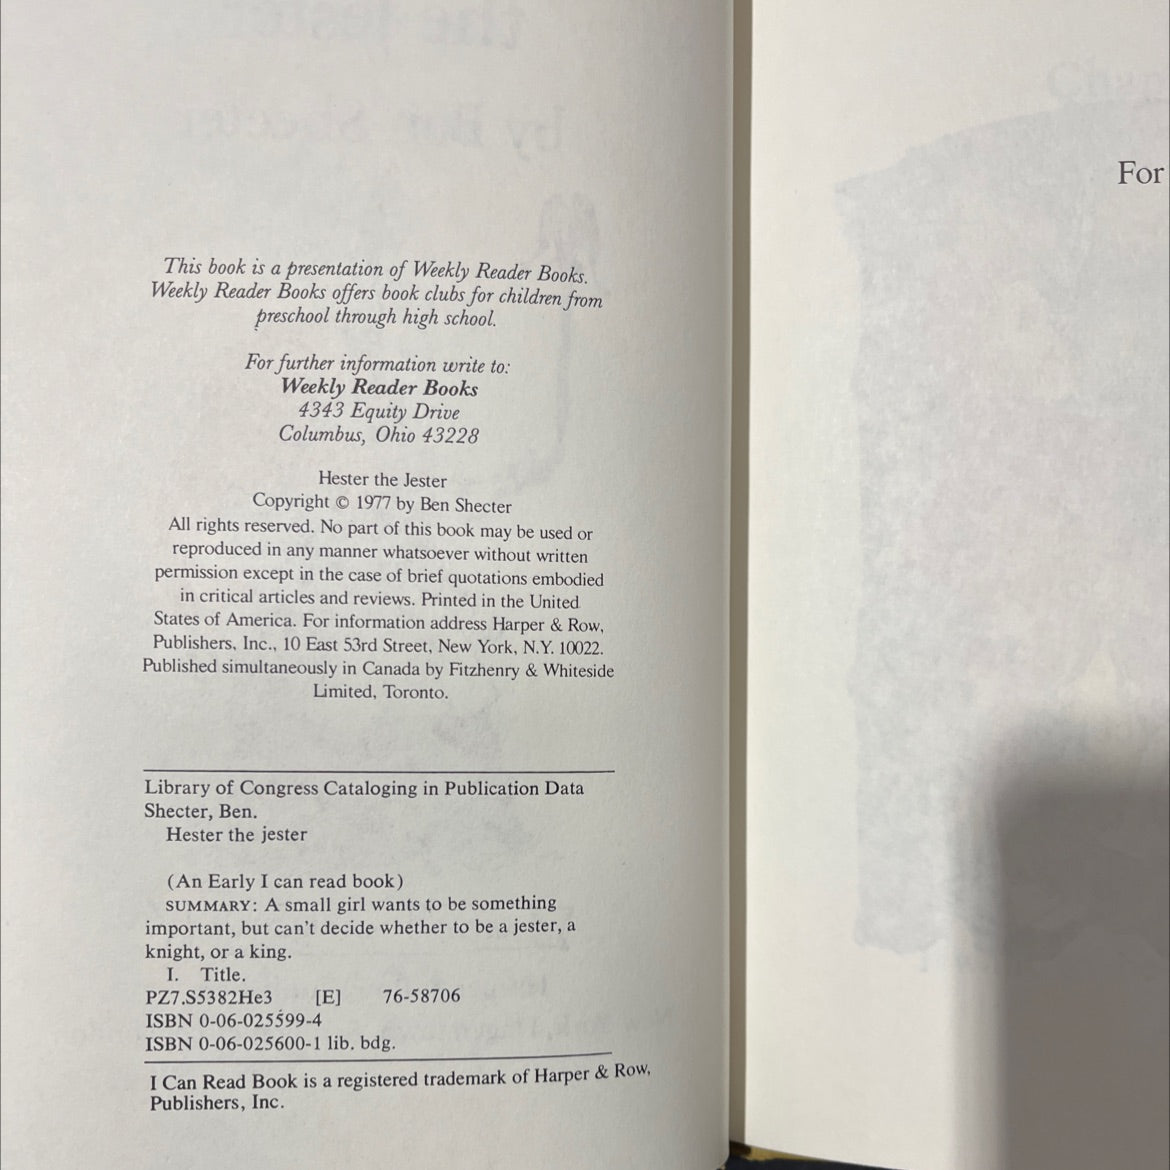 This book is a presentation of Weekly Reader Books.
Weekly Reader Books offers book clubs for children from
preschool through high school.
For further information write to:
Weekly Reader Books
4343 Equity Drive
Columbus, Ohio 43228
Hester the Jester
Copyright © 1977 by Ben Shecter
All rights reserved. No part of this book may be used or
reproduced in any manner whatsoever without written
permission except in the case of brief quotations embodied
in critical articles and reviews. Printed in the United
States of America. For information address Harper & Row,
Publishers, Inc., 10 East 53rd Street, New York, N.Y. 10022.
Published simultaneously in Canada by Fitzhenry & Whiteside
Limited, Toronto.
Library of Congress Cataloging in Publication Data
Shecter, Ben.
Hester the jester
(An Early I can read book)
SUMMARY: A small girl wants to be something
important, but can't decide whether to be a jester, a
knight, or a king.
I. Title.
PZ7.S5382He3 [E] 76-58706
ISBN 0-06-025599-4
ISBN 0-06-025600-1 lib. bdg.
I Can Read Book is a registered trademark of Harper & Row,
Publishers, Inc.
For